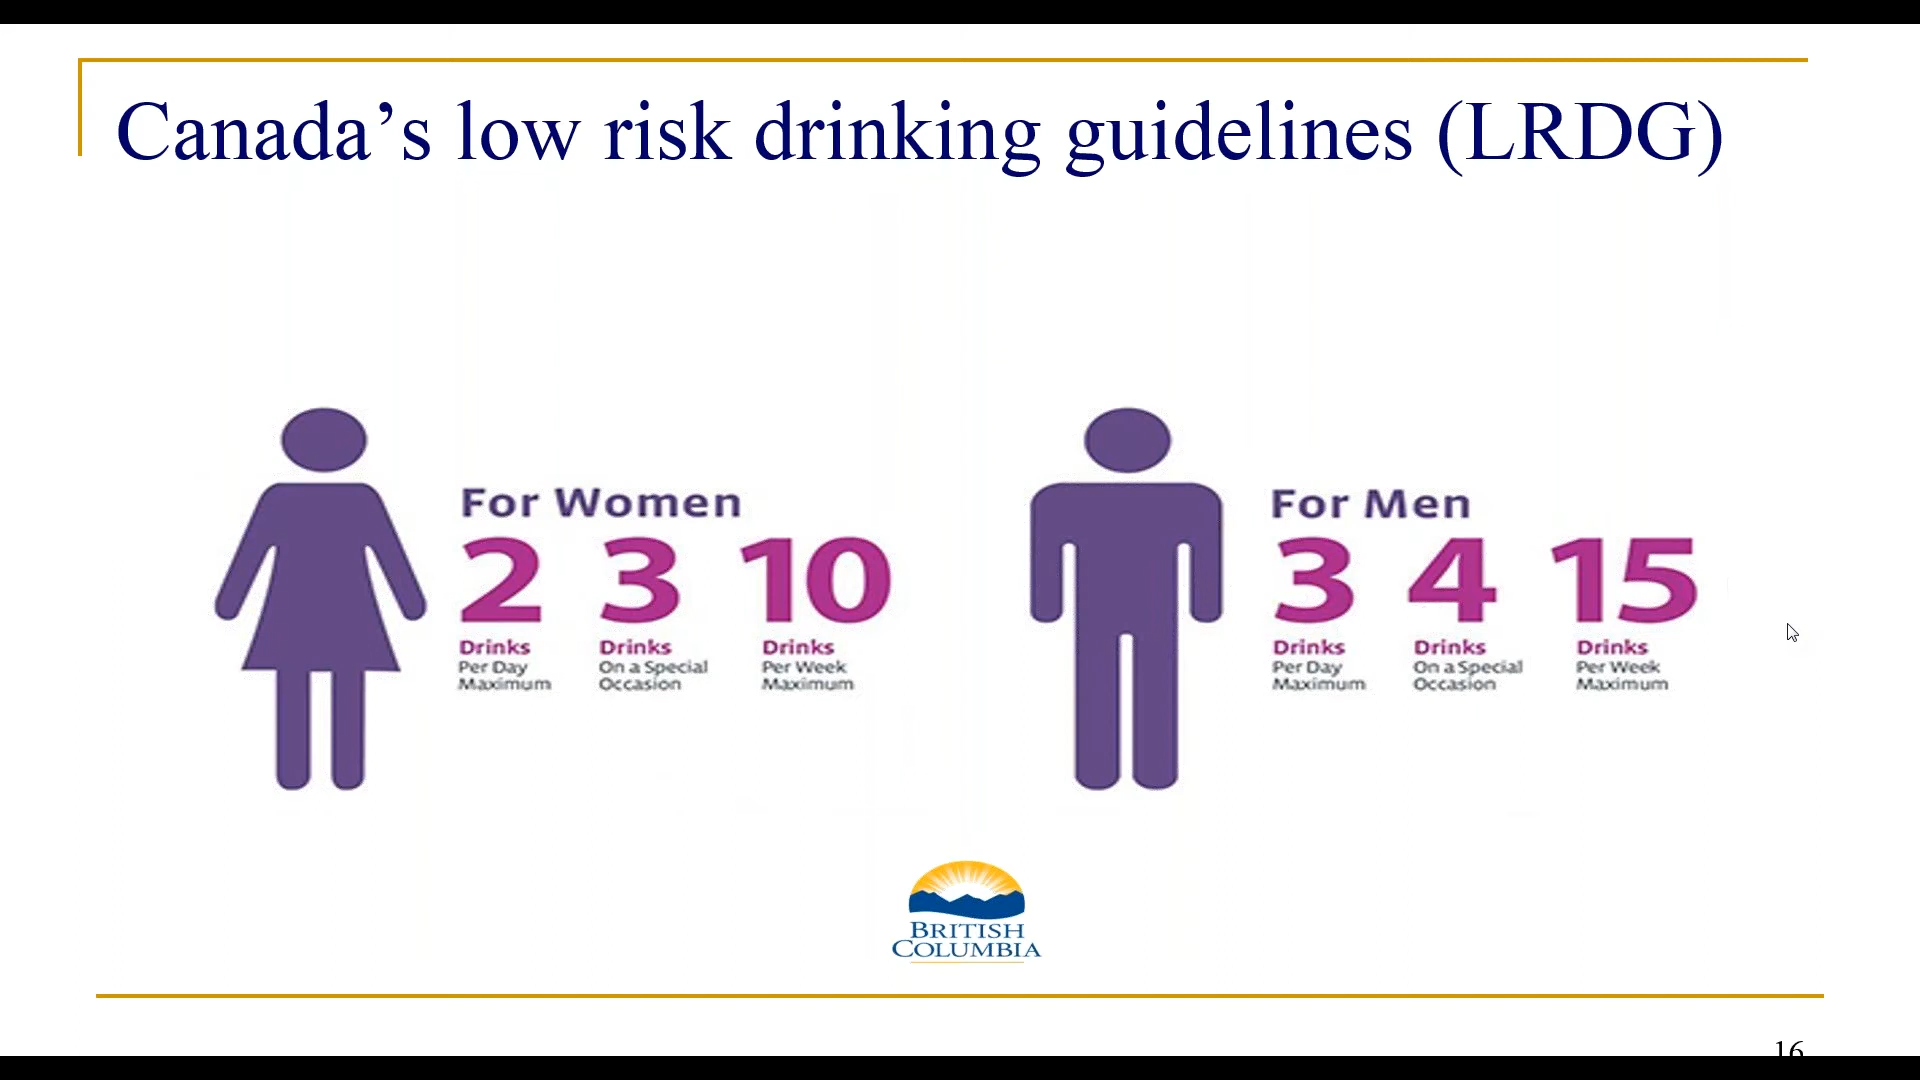 Canada’s low risk drinking guidelines (LRDG)
For Women
2 3 10
Drinks Drinks Drinks
Per Day On a Special Per Week
Maximum Occasion Maximum
For Men
3 4 15
Drinks Drinks Drinks
Per Day On a Special Per Week
Maximum Occasion Maximum
BRITISH
COLUMBIA
16